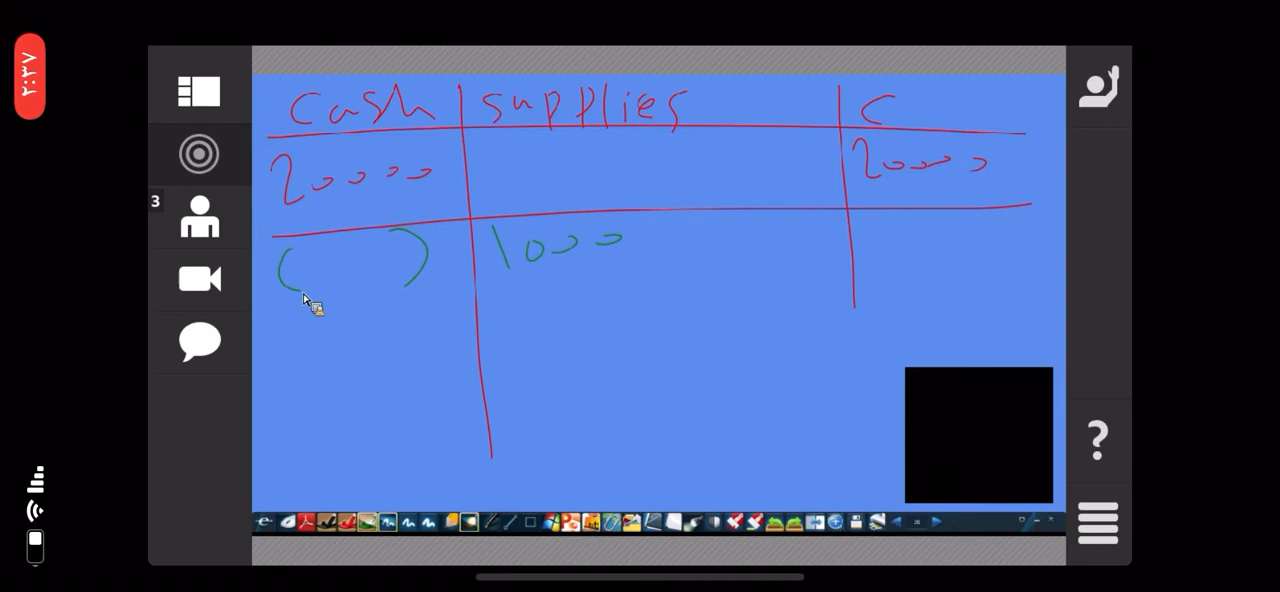 ٢:٣٧
cash supplies C
20000 20000
3
( ) 1000
?